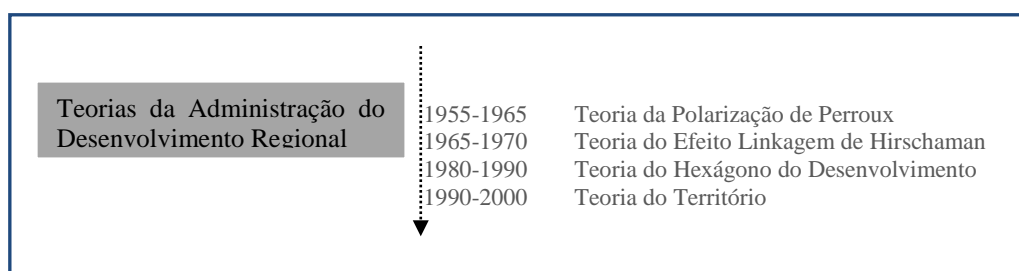 Teorias da Administração do
Desenvolvimento Regional
1955-1965 Teoria da Polarização de Perroux
1965-1970 Teoria do Efeito Linkagem de Hirschaman
1980-1990 Teoria do Hexágono do Desenvolvimento
1990-2000 Teoria do Território